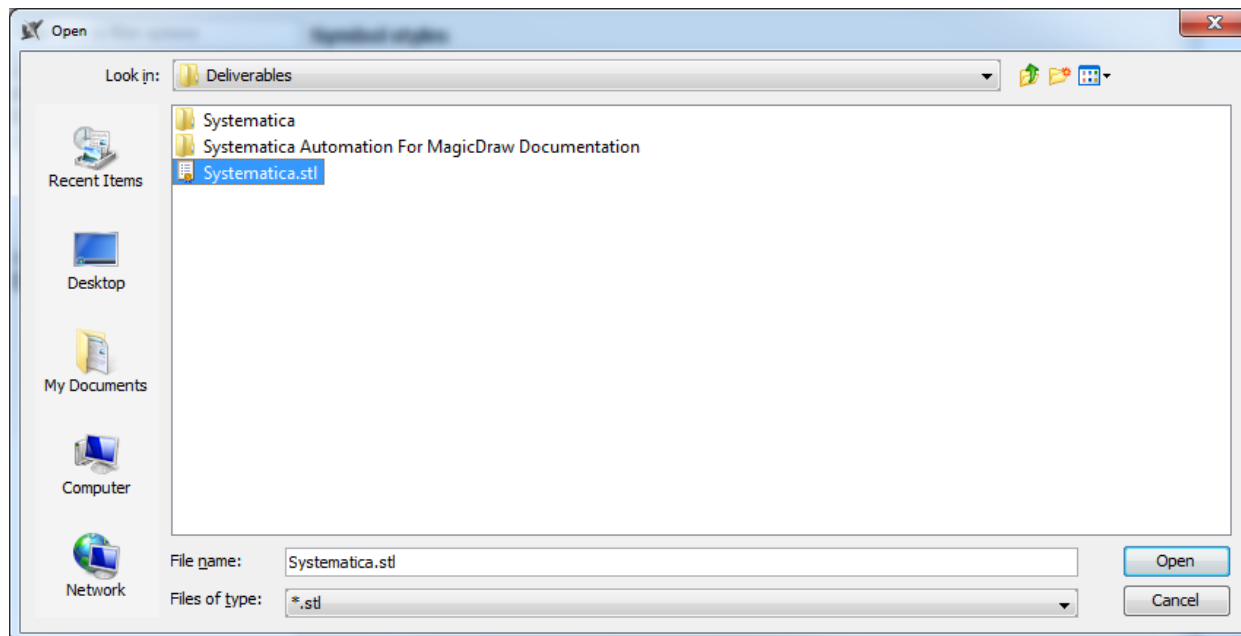 Open
Look in:
Deliverables
Systematica
Systematica Automation For MagicDraw Documentation
Systematica.stl
Recent Items
Desktop
My Documents
Computer
Network
File name:
Systematica.stl
Open
Files of type:
*.stl
Cancel